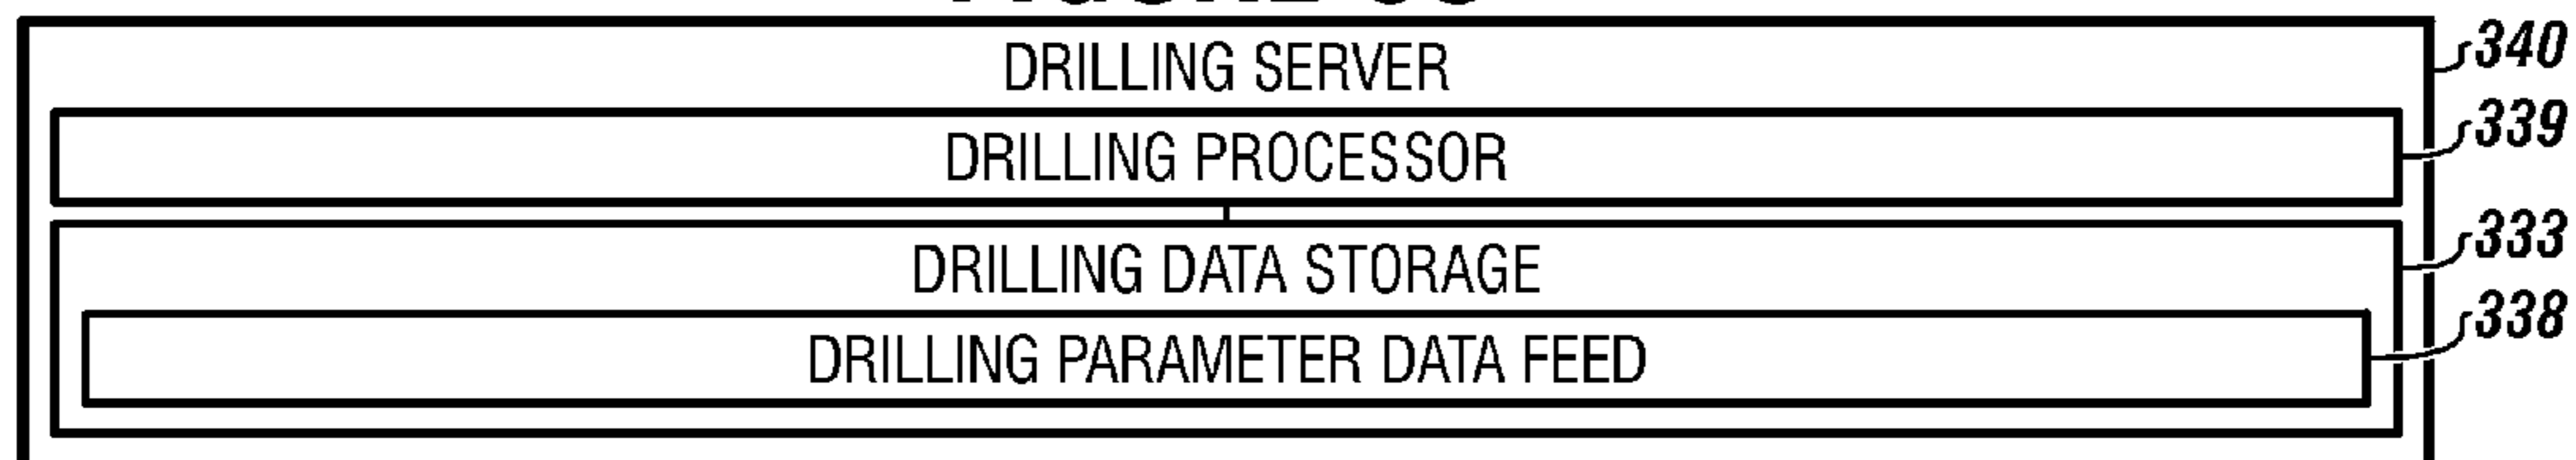 DRILLING SERVER 340
DRILLING PROCESSOR 339
DRILLING DATA STORAGE 333
DRILLING PARAMETER DATA FEED 338